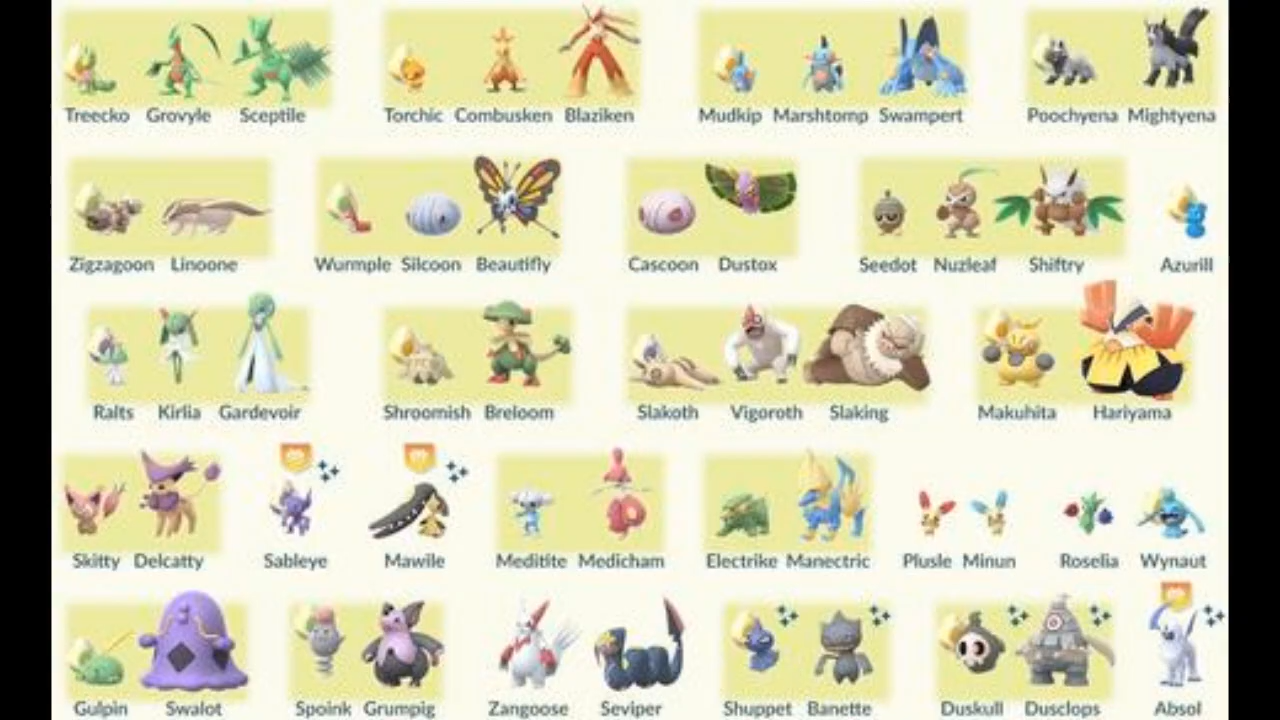 Treecko Grovyle Sceptile Torchic Combusken Blaziken Mudkip Marshtomp Swampert Poochyena Mightyena
Zigzagoon Linoone Wurmple Silcoon Beautifly Cascoon Dustox Seedot Nuzleaf Shiftry Azurill
Ralts Kirlia Gardevoir Shroomish Breloom Slakoth Vigoroth Slaking Makuhita Hariyama
Skitty Delcatty Sableye Mawile Meditite Medicham Electrike Manectric Plusle Minun Roselia Wynaut
Gulpin Swalot Spoink Grumpig Zangoose Seviper Shuppet Banette Duskull Dusclops Absol